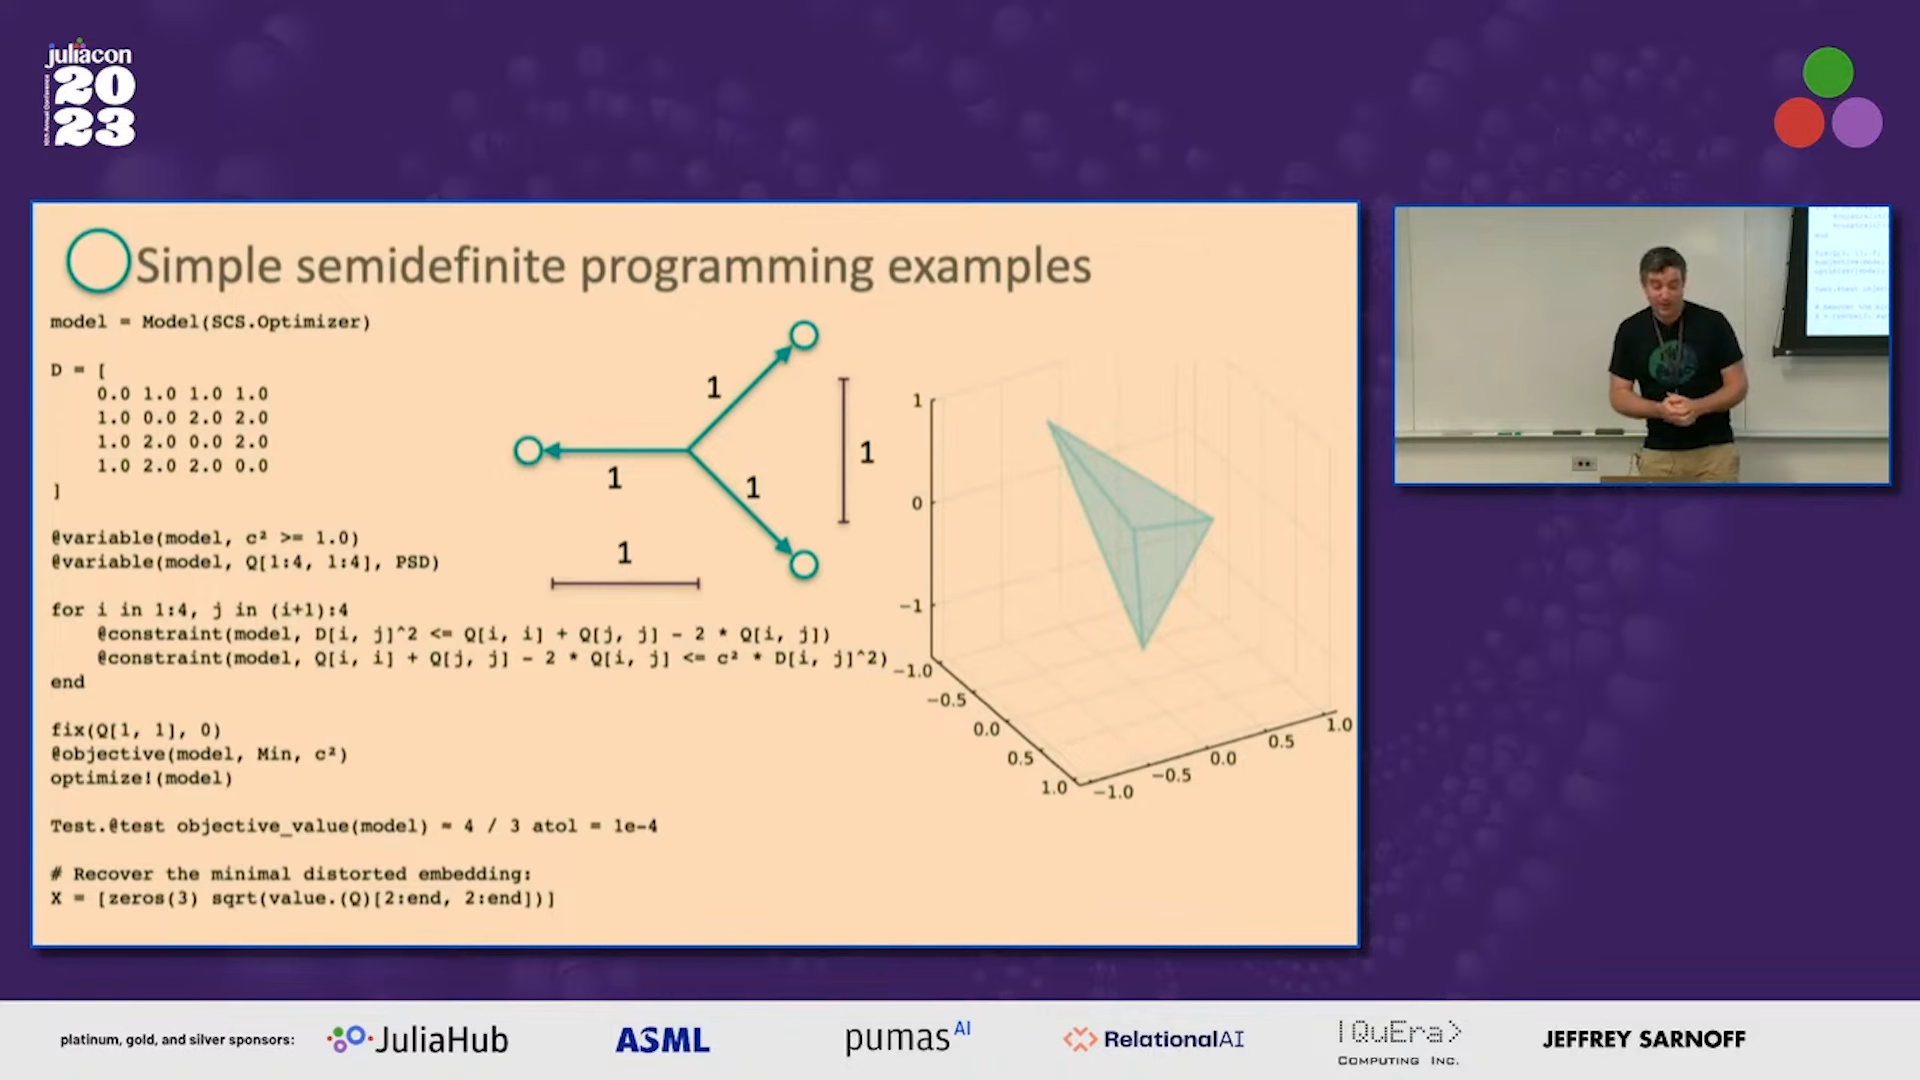 juliacon
20
23
Simple semidefinite programming examples
model = Model(SCS.Optimizer)
D = [
0.0 1.0 1.0 1.0
1.0 0.0 2.0 2.0
1.0 2.0 0.0 2.0
1.0 2.0 2.0 0.0
]
@variable(model, c² >= 1.0)
@variable(model, Q[1:4, 1:4], PSD)
for i in 1:4, j in (i+1):4
@constraint(model, D[i, j]^2 <= Q[i, i] + Q[j, j] - 2 * Q[i, j])
@constraint(model, Q[i, i] + Q[j, j] - 2 * Q[i, j] <= c² * D[i, j]^2)
end
fix(Q[1, 1], 0)
@objective(model, Min, c²)
optimize!(model)
Test.@test objective_value(model) ≈ 4 / 3 atol = 1e-4
# Recover the minimal distorted embedding:
X = [zeros(3) sqrt(value.(Q)[2:end, 2:end])]
1
1
1
1
1
1
0
−1
−1.0
−0.5
0.0
0.5
1.0
−1.0
−0.5
0.0
0.5
1.0
platinum, gold, and silver sponsors:
JuliaHub
ASML
pumas AI
RelationalAI
|QuEra>
COMPUTING INC.
JEFFREY SARNOFF